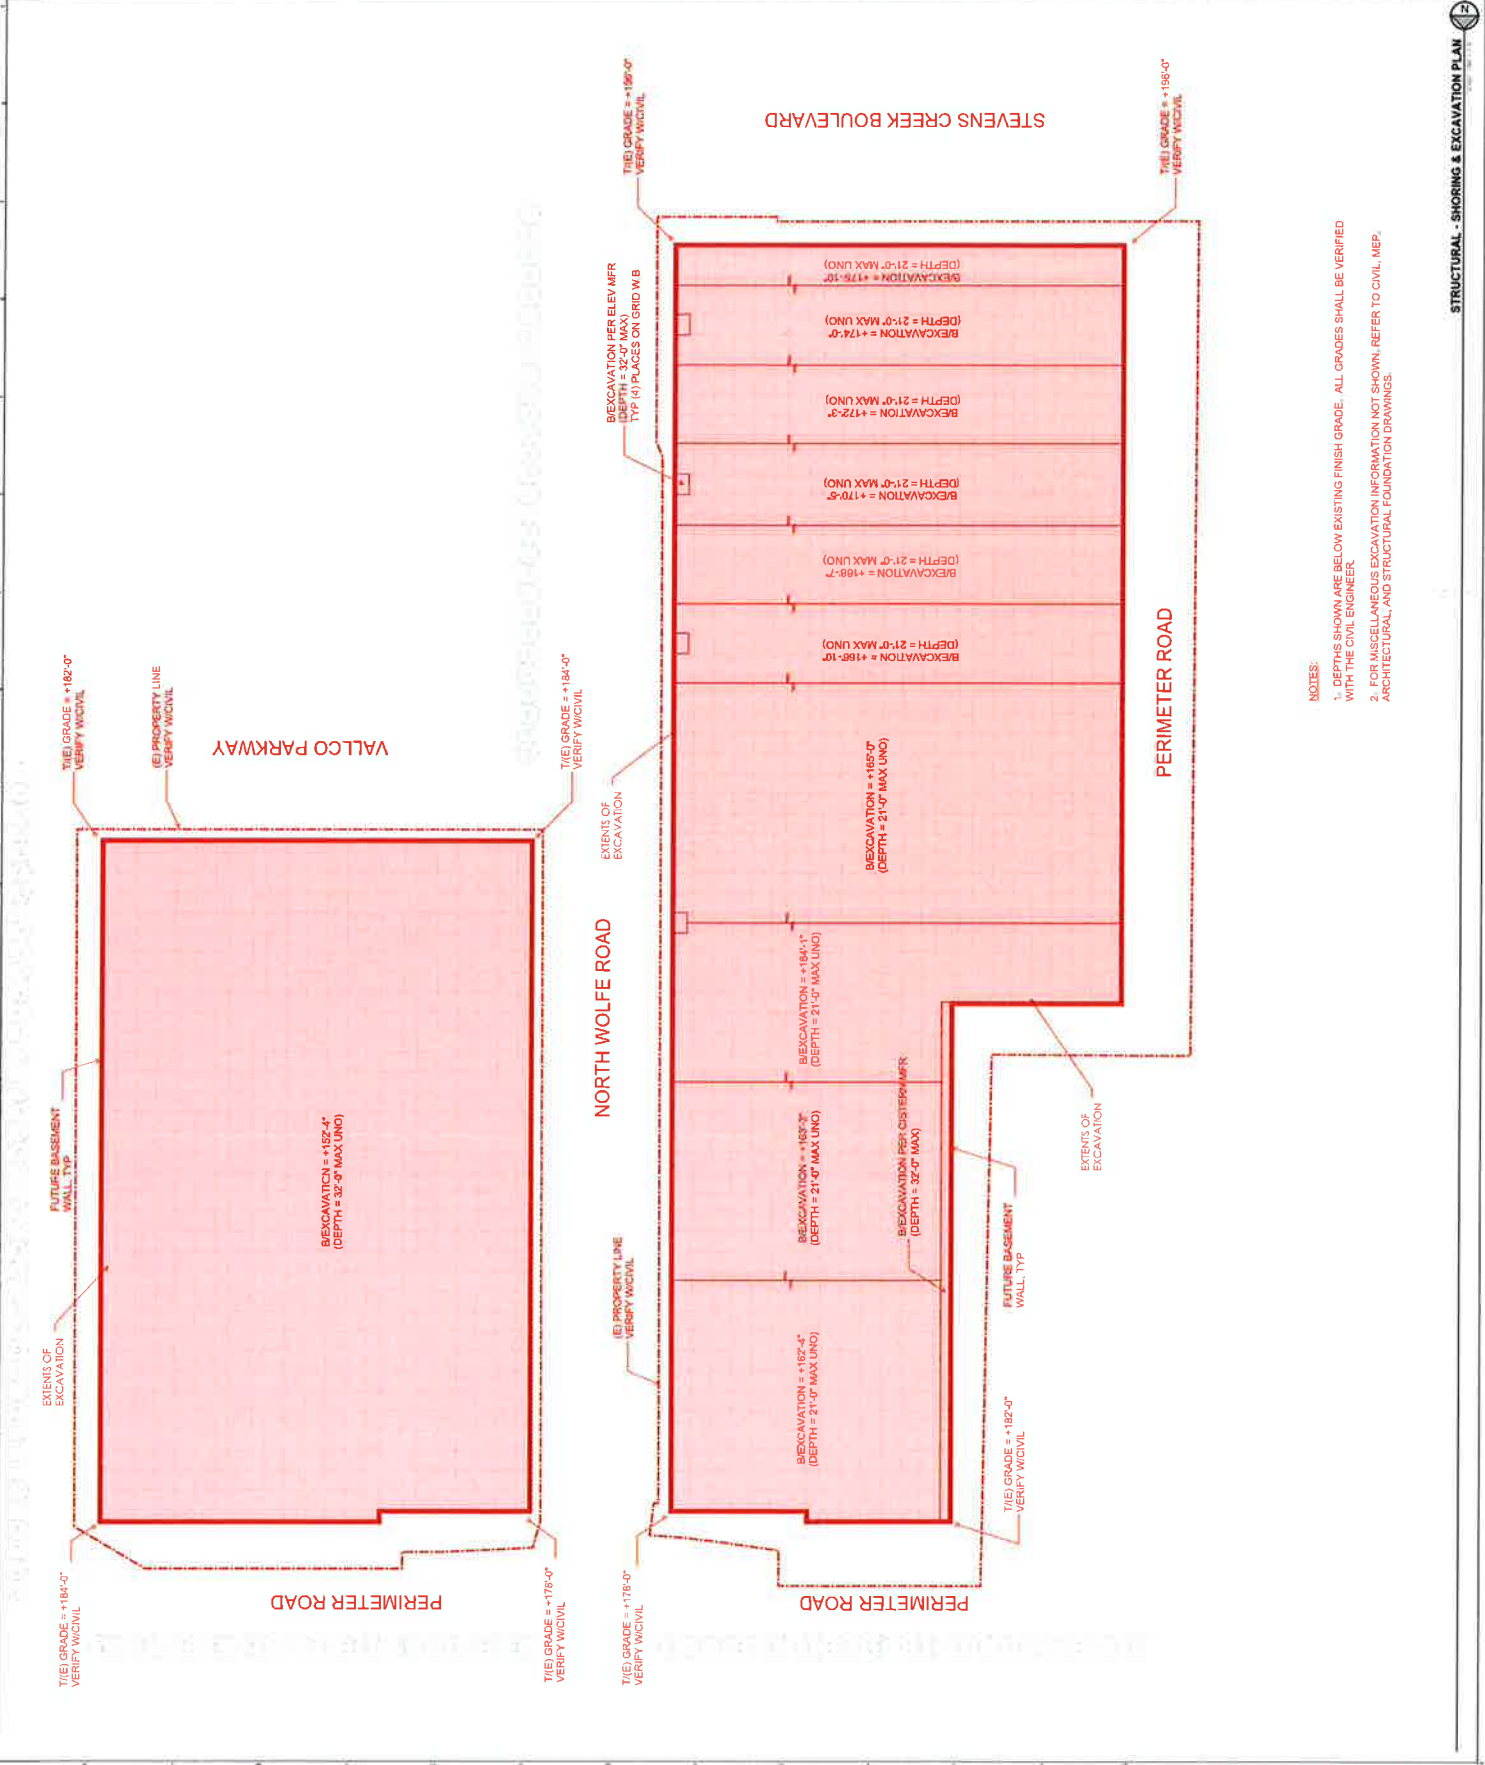 STRUCTURAL - SHORING & EXCAVATION PLAN
N
T/(E) GRADE = +182'-0"
VERIFY W/CIVIL
(E) PROPERTY LINE
VERIFY W/CIVIL
VALLCO PARKWAY
T/(E) GRADE = +184'-0"
VERIFY W/CIVIL
FUTURE BASEMENT
WALL, TYP
EXTENTS OF
EXCAVATION
B/EXCAVATION = +152'-4"
(DEPTH = 32'-0" MAX UNO)
T/(E) GRADE = +184'-0"
VERIFY W/CIVIL
PERIMETER ROAD
T/(E) GRADE = +178'-0"
VERIFY W/CIVIL
NORTH WOLFE ROAD
T/(E) GRADE = +196'-0"
VERIFY W/CIVIL
STEVENS CREEK BOULEVARD
T/(E) GRADE = +196'-0"
VERIFY W/CIVIL
B/EXCAVATION PER ELEV MFR
(DEPTH = 32'-0" MAX)
TYP (4) PLACES ON GRID W.B
B/EXCAVATION = +175'-10"
(DEPTH = 21'-0" MAX UNO)
B/EXCAVATION = +174'-0"
(DEPTH = 21'-0" MAX UNO)
B/EXCAVATION = +172'-3"
(DEPTH = 21'-0" MAX UNO)
B/EXCAVATION = +170'-5"
(DEPTH = 21'-0" MAX UNO)
B/EXCAVATION = +168'-7"
(DEPTH = 21'-0" MAX UNO)
B/EXCAVATION = +166'-10"
(DEPTH = 21'-0" MAX UNO)
EXTENTS OF
EXCAVATION
B/EXCAVATION = +165'-0"
(DEPTH = 21'-0" MAX UNO)
PERIMETER ROAD
B/EXCAVATION = +164'-1"
(DEPTH = 21'-0" MAX UNO)
B/EXCAVATION = +163'-3"
(DEPTH = 21'-0" MAX UNO)
B/EXCAVATION PER CISTERN MFR
(DEPTH = 32'-0" MAX)
EXTENTS OF
EXCAVATION
FUTURE BASEMENT
WALL, TYP
(E) PROPERTY LINE
VERIFY W/CIVIL
B/EXCAVATION = +162'-4"
(DEPTH = 21'-0" MAX UNO)
T/(E) GRADE = +182'-0"
VERIFY W/CIVIL
T/(E) GRADE = +178'-0"
VERIFY W/CIVIL
PERIMETER ROAD
NOTES:
1. DEPTHS SHOWN ARE BELOW EXISTING FINISH GRADE. ALL GRADES SHALL BE VERIFIED
WITH THE CIVIL ENGINEER.
2. FOR MISCELLANEOUS EXCAVATION INFORMATION NOT SHOWN, REFER TO CIVIL, MEP,
ARCHITECTURAL, AND STRUCTURAL FOUNDATION DRAWINGS.